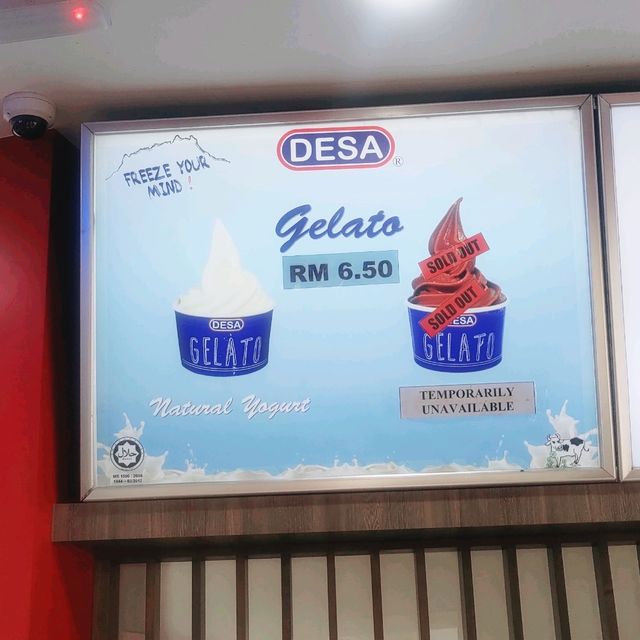 DESA
®
FREEZE YOUR
MIND !
Gelato
RM 6.50
SOLD OUT
SOLD OUT
DESA
GELATO
DESA
GELATO
Natural Yogurt
TEMPORARILY
UNAVAILABLE
حلال